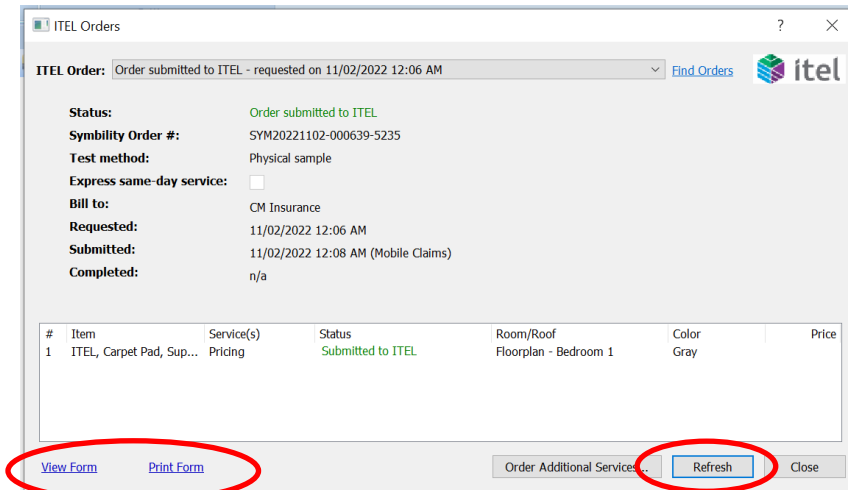 ITEL Orders ?
ITEL Order: Order submitted to ITEL - requested on 11/02/2022 12:06 AM Find Orders itel
Status: Order submitted to ITEL
Symbility Order #: SYM20221102-000639-5235
Test method: Physical sample
Express same-day service:
Bill to: CM Insurance
Requested: 11/02/2022 12:06 AM
Submitted: 11/02/2022 12:08 AM (Mobile Claims)
Completed: n/a
# Item Service(s) Status Room/Roof Color Price
1 ITEL, Carpet Pad, Sup... Pricing Submitted to ITEL Floorplan - Bedroom 1 Gray
View Form Print Form Order Additional Services... Refresh Close